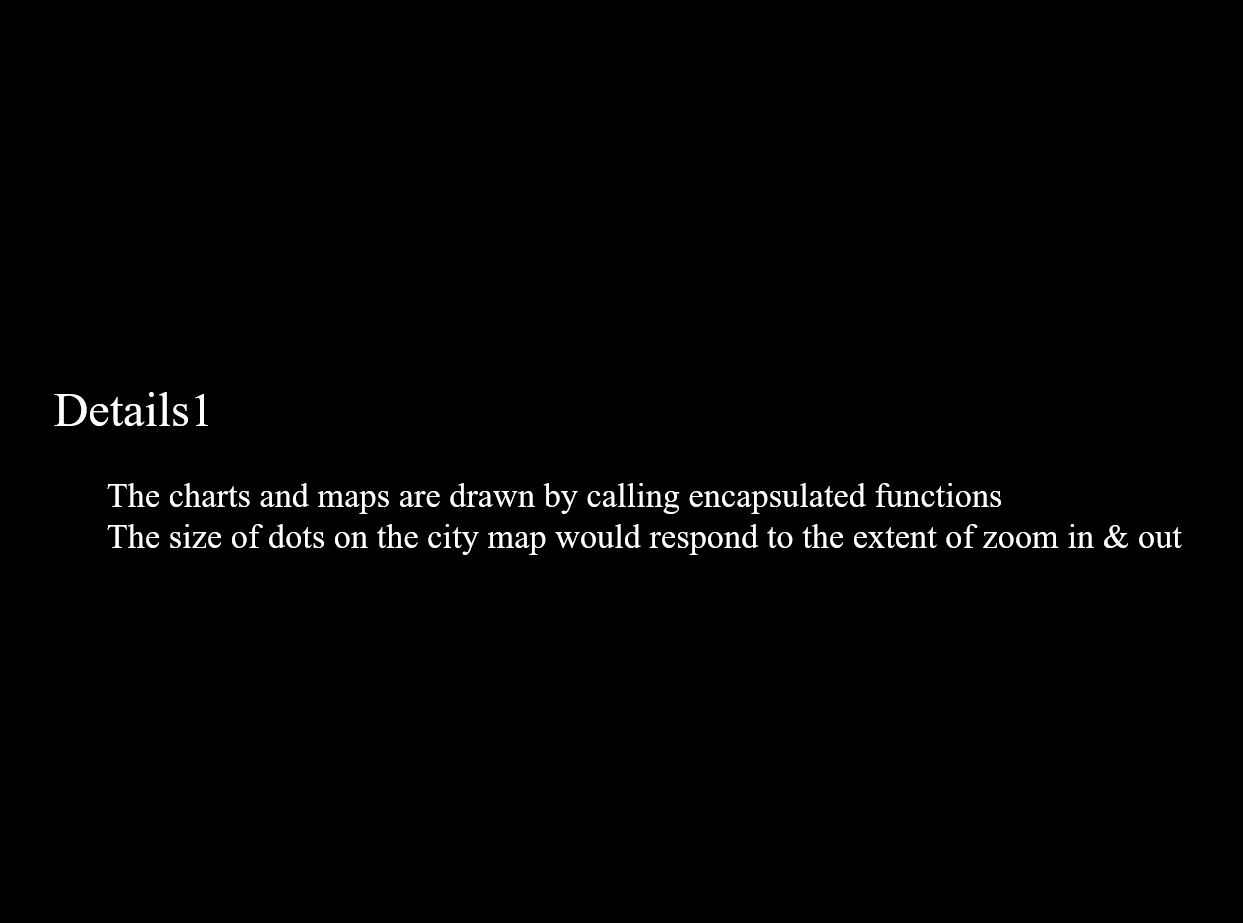 Details1
The charts and maps are drawn by calling encapsulated functions
The size of dots on the city map would respond to the extent of zoom in & out